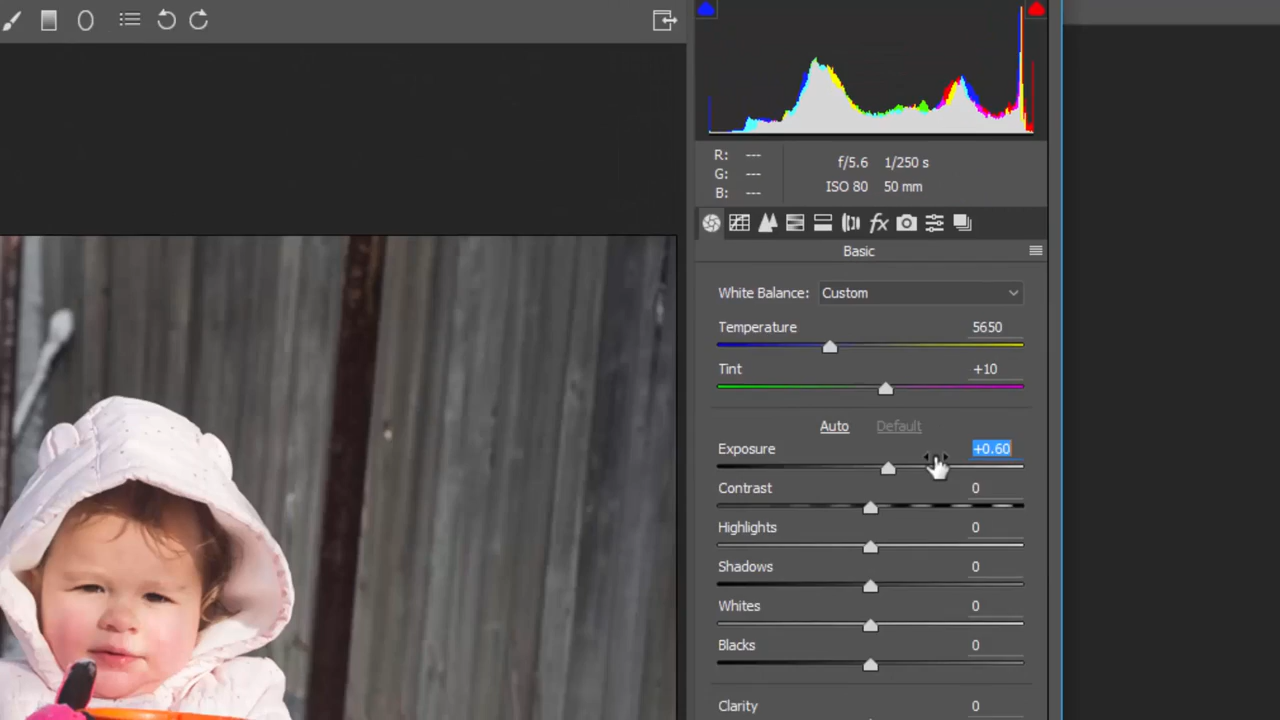 R: ---
G: ---
B: ---
f/5.6 1/250 s
ISO 80 50 mm
fx
Basic
White Balance: Custom
Temperature 5650
Tint +10
Auto Default
Exposure +0.60
Contrast 0
Highlights 0
Shadows 0
Whites 0
Blacks 0
Clarity 0